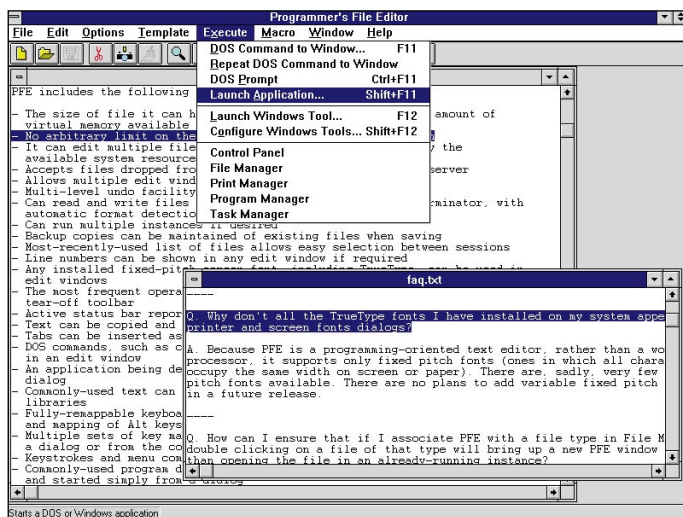 Programmer's File Editor
File Edit Options Template Execute Macro Window Help
DOS Command to Window... F11
Repeat DOS Command to Window
DOS Prompt Ctrl+F11
Launch Application... Shift+F11
Launch Windows Tool... F12
Configure Windows Tools... Shift+F12
Control Panel
File Manager
Print Manager
Program Manager
Task Manager
PFE includes the following
- The size of file it can h amount of
virtual memory available
- No arbitrary limit on the
- It can edit multiple file y the
available system resource
- Accepts files dropped fro server
- Allows multiple edit wind
- Multi-level undo facility
- Can read and write files rminator, with
automatic format detectio
- Can run multiple instances if desired
- Backup copies can be maintained of existing files when saving
- Most-recently-used list of files allows easy selection between sessions
- Line numbers can be shown in any edit window if required
- Any installed fixed-pitch screen font, including TrueType, can be used in
edit windows
- The most frequent opera
tear-off toolbar
- Active status bar repor
- Text can be copied and
- Tabs can be inserted as
- DOS commands, such as c
in an edit window
- An application being de
dialog
- Commonly-used text can
libraries
- Fully-remappable keyboa
and mapping of Alt keys
- Multiple sets of key ma
a dialog or from the co
- Keystrokes and menu com
- Commonly-used program d
and started simply from a dialog
faq.txt
----
Q. Why don't all the TrueType fonts I have installed on my system appe
printer and screen fonts dialogs?
A. Because PFE is a programming-oriented text editor, rather than a wo
processor, it supports only fixed pitch fonts (ones in which all chara
occupy the same width on screen or paper). There are, sadly, very few
pitch fonts available. There are no plans to add variable fixed pitch
in a future release.
----
Q. How can I ensure that if I associate PFE with a file type in File M
double clicking on a file of that type will bring up a new PFE window
than opening the file in an already-running instance?
Starts a DOS or Windows application